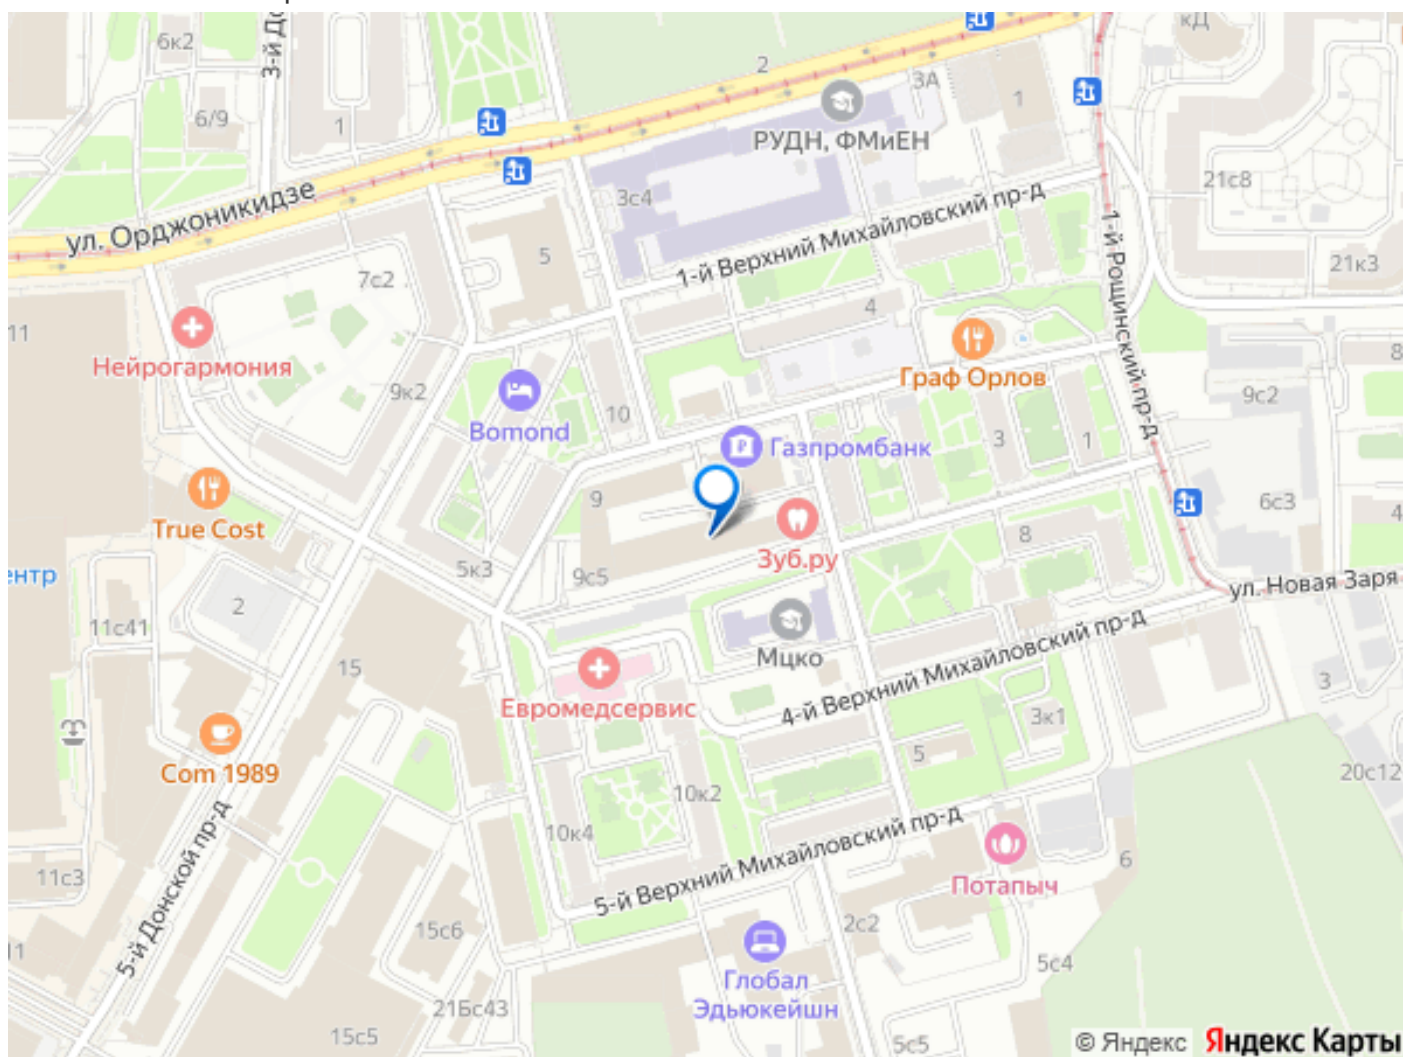 6к2
3-й До
2
кД
3А
1
6/9
1
РУДН, ФМиЕН
21с8
3с4
ул. Орджоникидзе
1-й Верхний Михайловский пр-д
1-й Рощинский пр-д
5
7с2
21к3
11
4
Нейрогармония
Граф Орлов
8
9к2
Bomond
10
9с2
3
1
Газпромбанк
9
6с3
4
True Cost
8
Зуб.ру
5к3
9с5
ентр
ул. Новая Заря
2
11с41
Мцко
15
4-й Верхний Михайловский пр-д
3
Евромедсервис
3к1
5
Com 1989
20с12
10к2
10к4
5-й Верхний Михайловский пр-д
5-й Донской пр-д
6
11с3
Потапыч
15с6
2с2
11
5с4
Глобал
Эдьюкейшн
21Бс43
15с5
5с5
© Яндекс Яндекс Карты